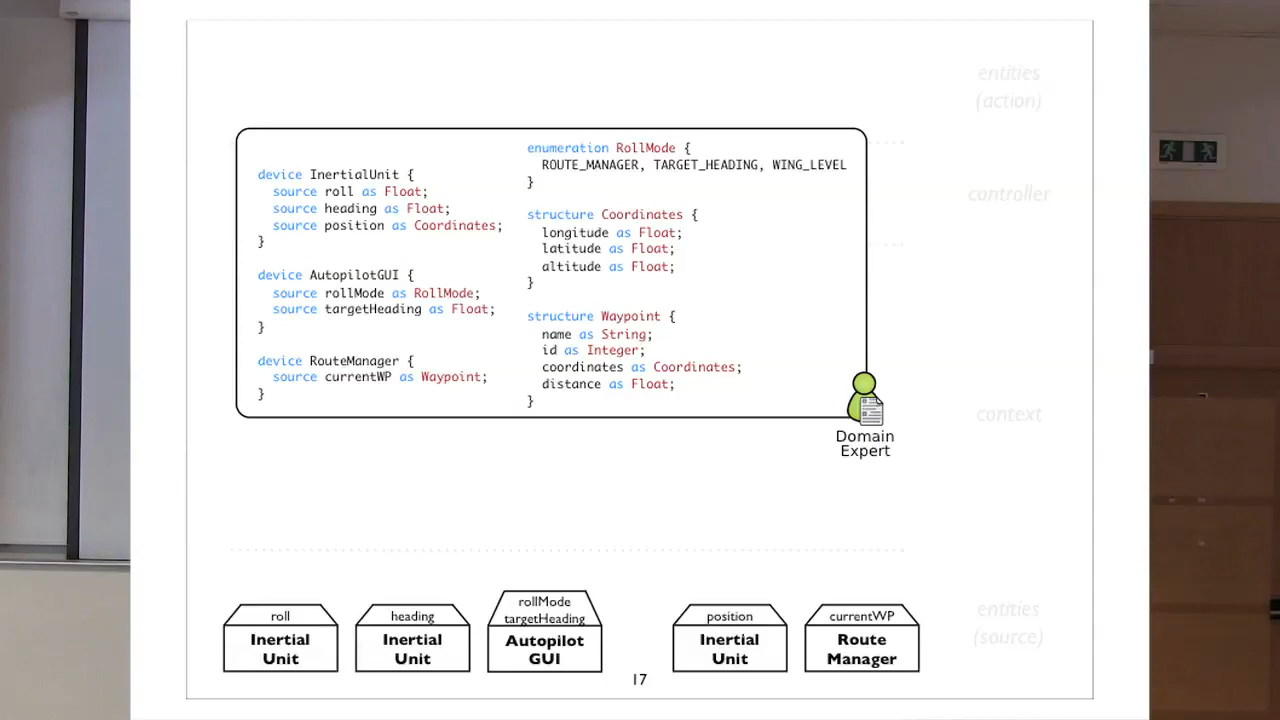 entities
(action)
controller
context
entities
(source)
device InertialUnit {
source roll as Float;
source heading as Float;
source position as Coordinates;
}
device AutopilotGUI {
source rollMode as RollMode;
source targetHeading as Float;
}
device RouteManager {
source currentWP as Waypoint;
}
enumeration RollMode {
ROUTE_MANAGER, TARGET_HEADING, WING_LEVEL
}
structure Coordinates {
longitude as Float;
latitude as Float;
altitude as Float;
}
structure Waypoint {
name as String;
id as Integer;
coordinates as Coordinates;
distance as Float;
}
Domain
Expert
roll
Inertial
Unit
heading
Inertial
Unit
rollMode
targetHeading
Autopilot
GUI
position
Inertial
Unit
currentWP
Route
Manager
17